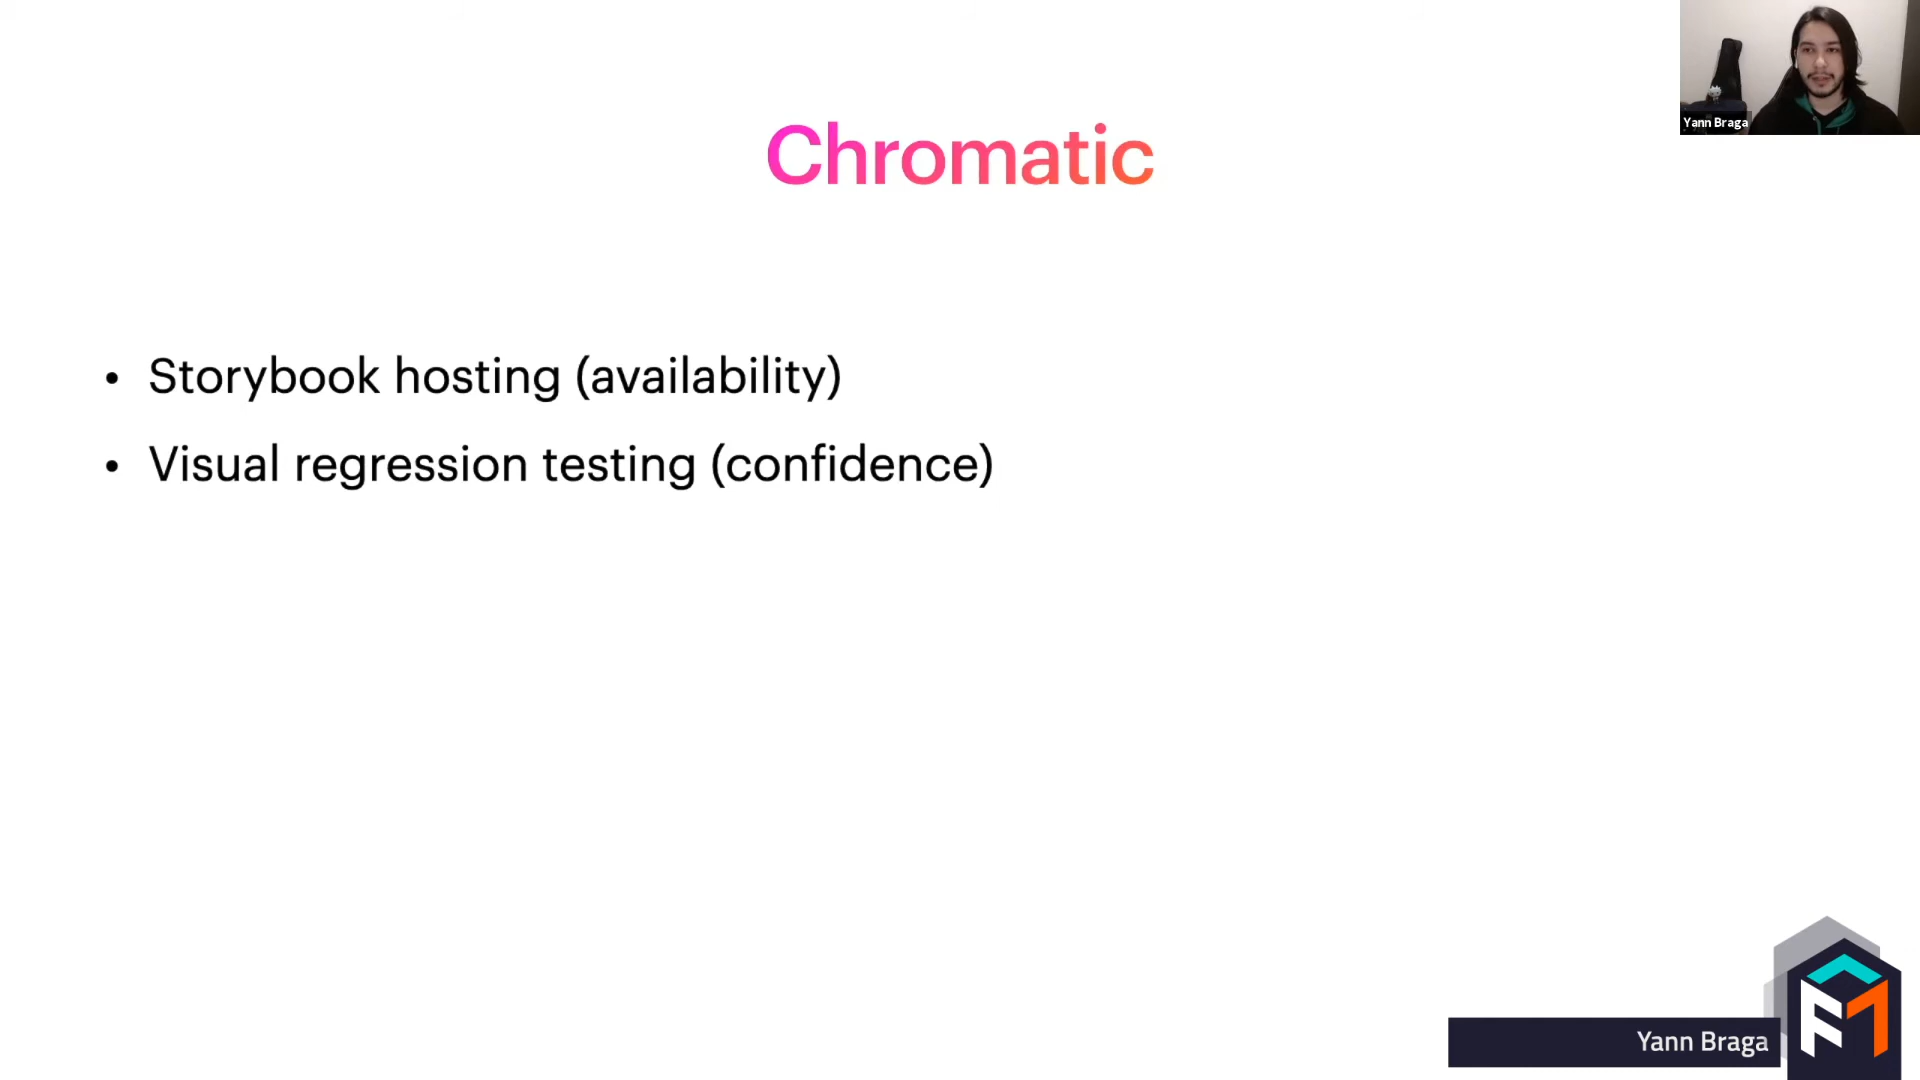 Chromatic
• Storybook hosting (availability)
• Visual regression testing (confidence)
Yann Braga
Yann Braga